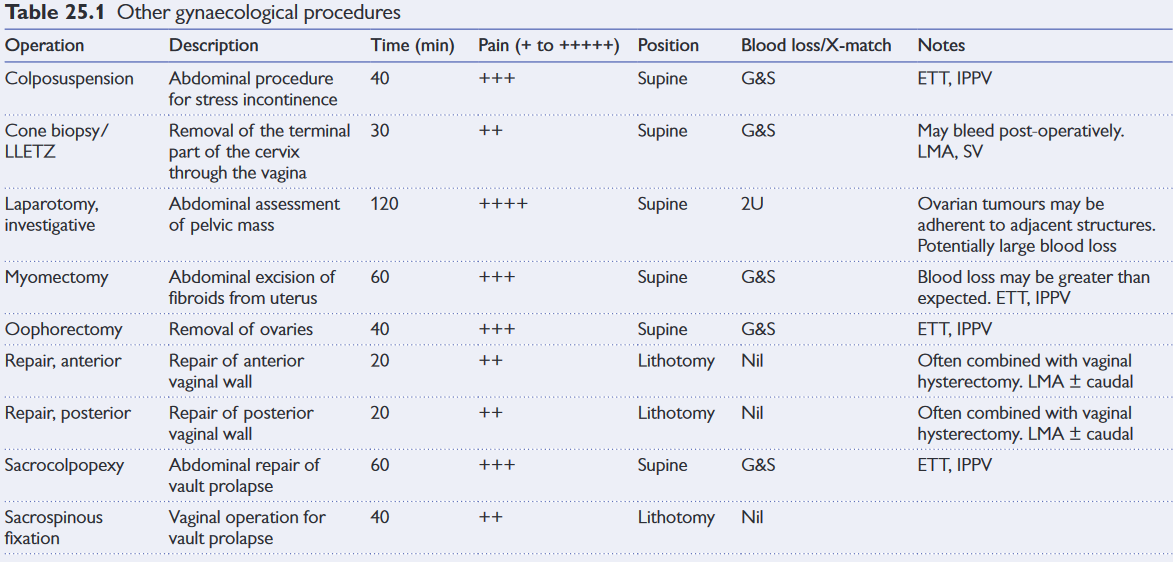 Table 25.1 Other gynaecological procedures
Operation Description Time (min) Pain (+ to +++++) Position Blood loss/X-match Notes
Colposuspension Abdominal procedure 40 +++ Supine G&S ETT, IPPV
for stress incontinence
Cone biopsy/ Removal of the terminal 30 ++ Supine G&S May bleed post-operatively.
LLETZ part of the cervix LMA, SV
through the vagina
Laparotomy, Abdominal assessment 120 ++++ Supine 2U Ovarian tumours may be
investigative of pelvic mass adherent to adjacent structures.
Potentially large blood loss
Myomectomy Abdominal excision of 60 +++ Supine G&S Blood loss may be greater than
fibroids from uterus expected. ETT, IPPV
Oophorectomy Removal of ovaries 40 +++ Supine G&S ETT, IPPV
Repair, anterior Repair of anterior 20 ++ Lithotomy Nil Often combined with vaginal
vaginal wall hysterectomy. LMA ± caudal
Repair, posterior Repair of posterior 20 ++ Lithotomy Nil Often combined with vaginal
vaginal wall hysterectomy. LMA ± caudal
Sacrocolpopexy Abdominal repair of 60 +++ Supine G&S ETT, IPPV
vault prolapse
Sacrospinous Vaginal operation for 40 ++ Lithotomy Nil
fixation vault prolapse